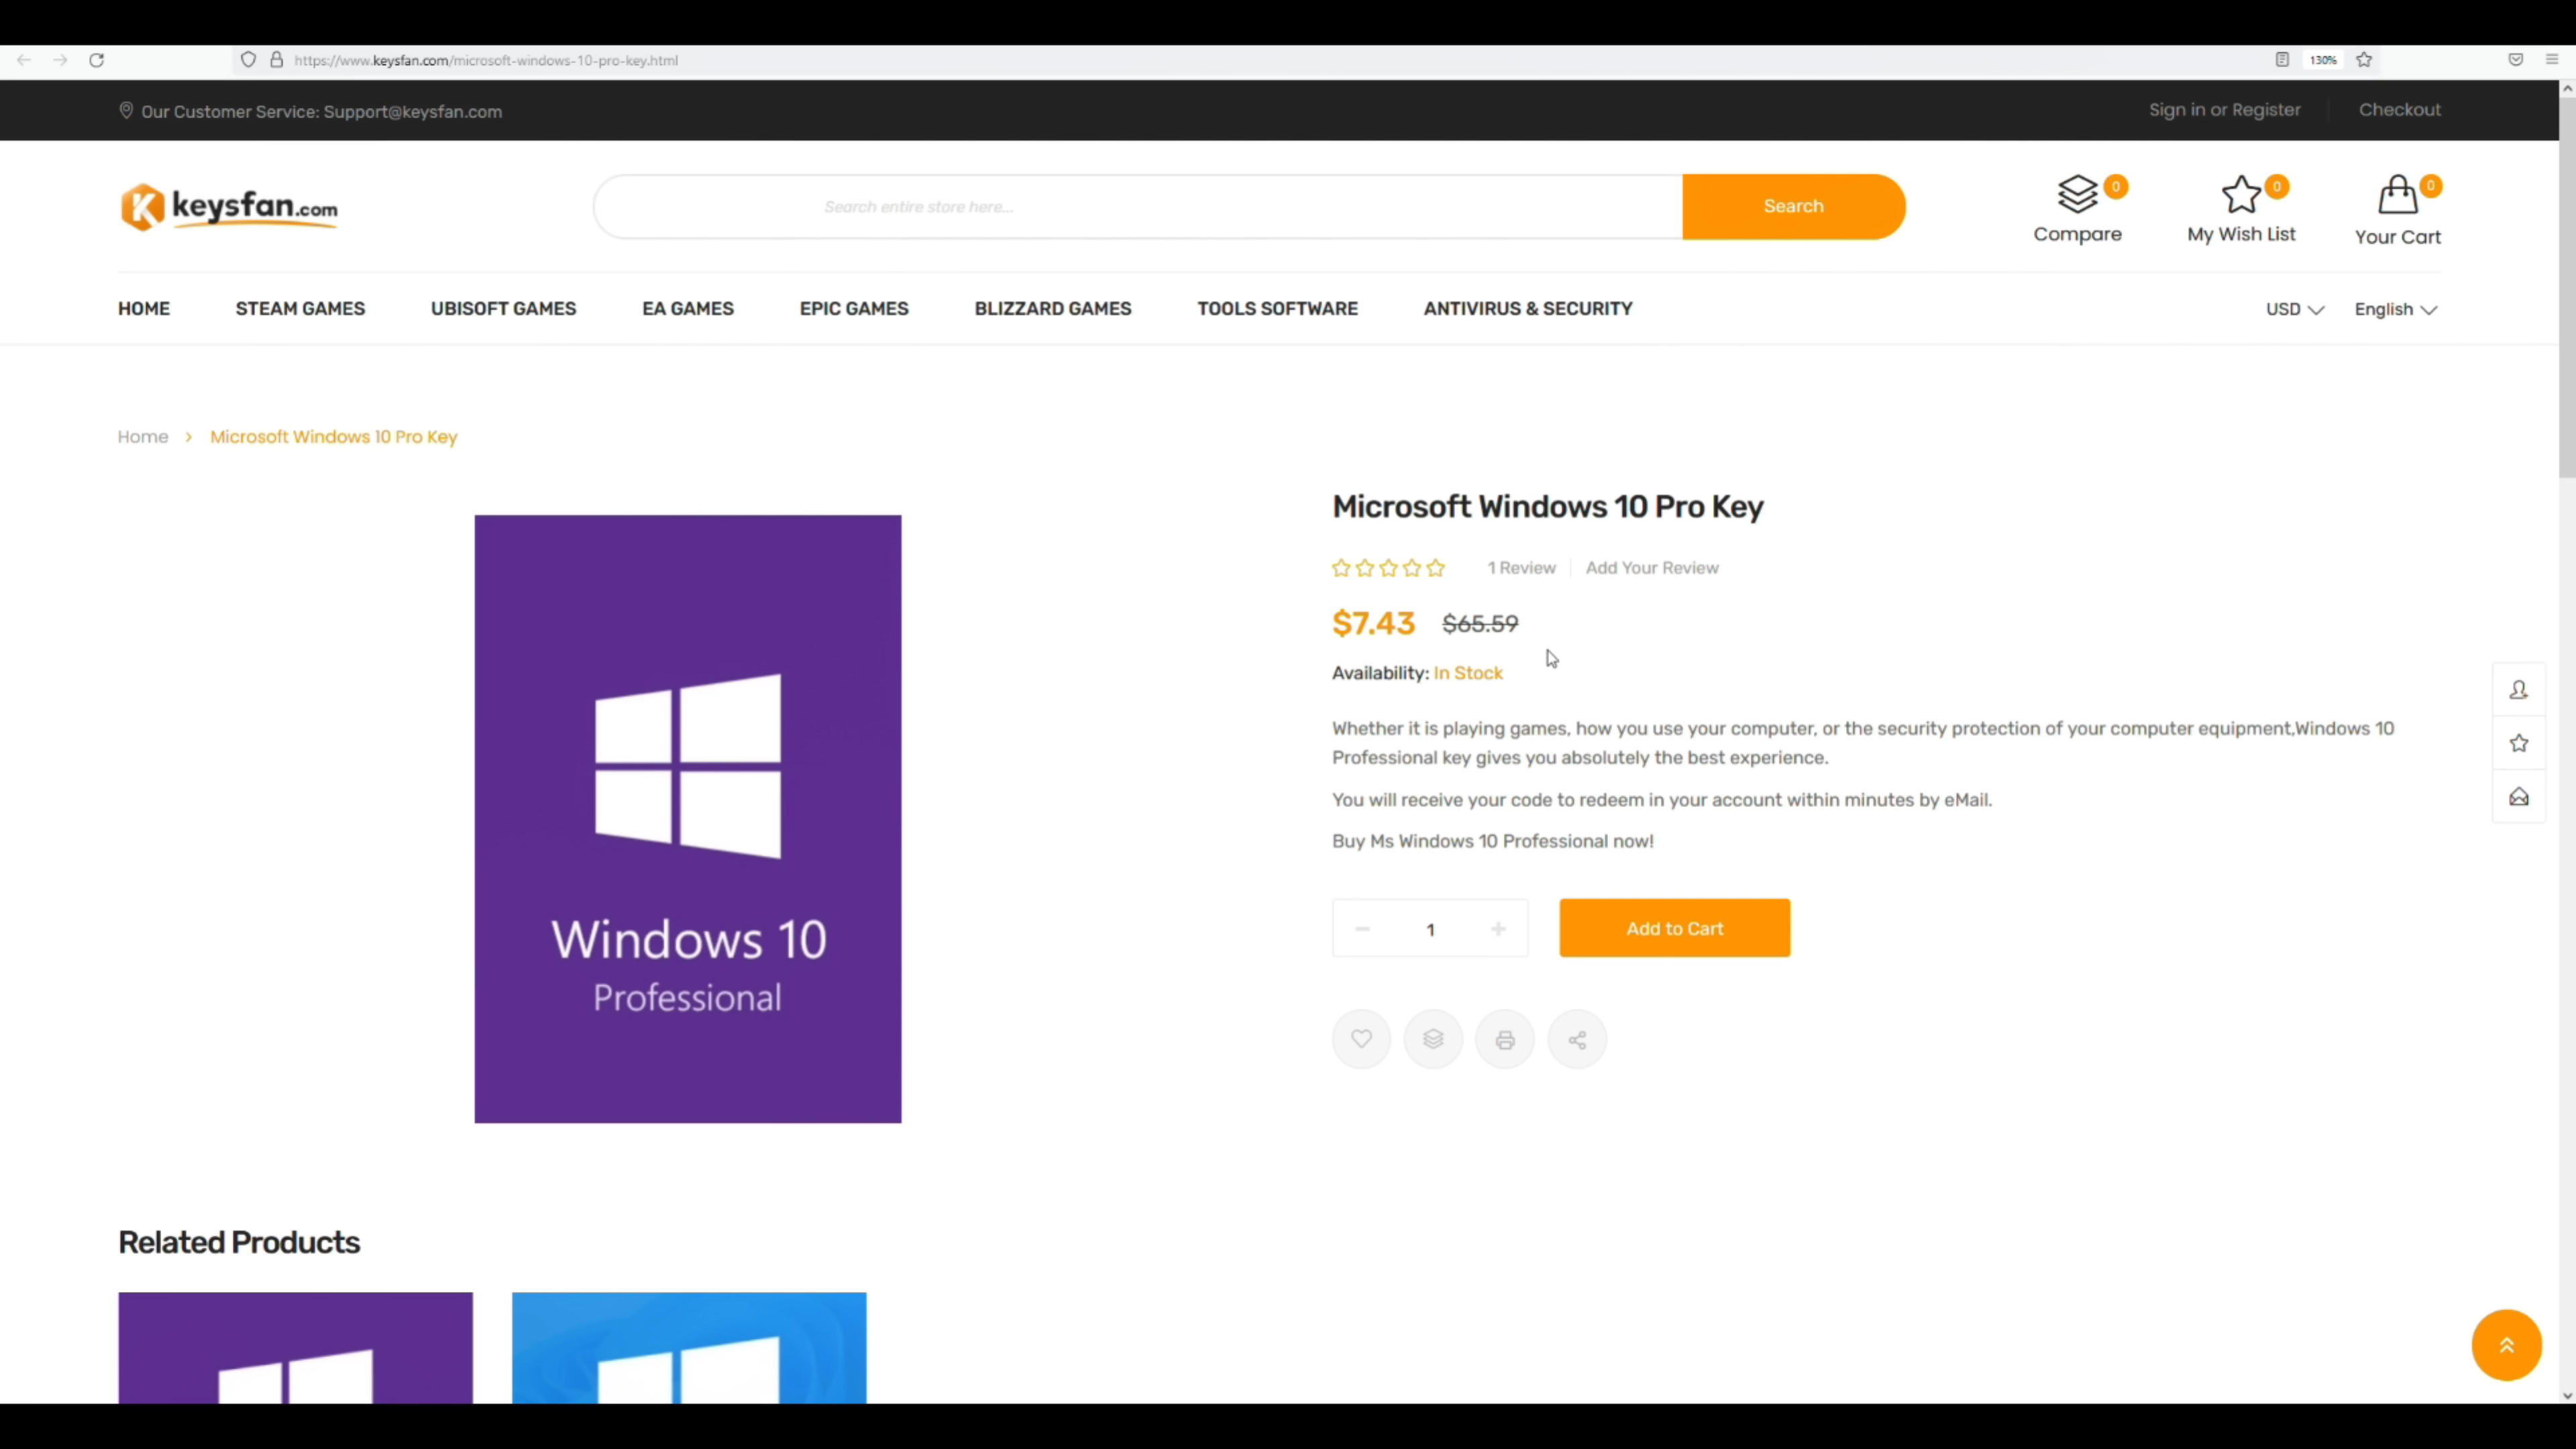 https://www.keysfan.com/microsoft-windows-10-pro-key.html
130%
Our Customer Service: Support@keysfan.com
Sign in or Register
Checkout
keysfan.com
Search entire store here...
Search
0
Compare
0
My Wish List
0
Your Cart
HOME
STEAM GAMES
UBISOFT GAMES
EA GAMES
EPIC GAMES
BLIZZARD GAMES
TOOLS SOFTWARE
ANTIVIRUS & SECURITY
USD
English
Home > Microsoft Windows 10 Pro Key
Windows 10
Professional
Microsoft Windows 10 Pro Key
1 Review
Add Your Review
$7.43 $65.59
Availability: In Stock
Whether it is playing games, how you use your computer, or the security protection of your computer equipment,Windows 10
Professional key gives you absolutely the best experience.
You will receive your code to redeem in your account within minutes by eMail.
Buy Ms Windows 10 Professional now!
1
Add to Cart
Related Products